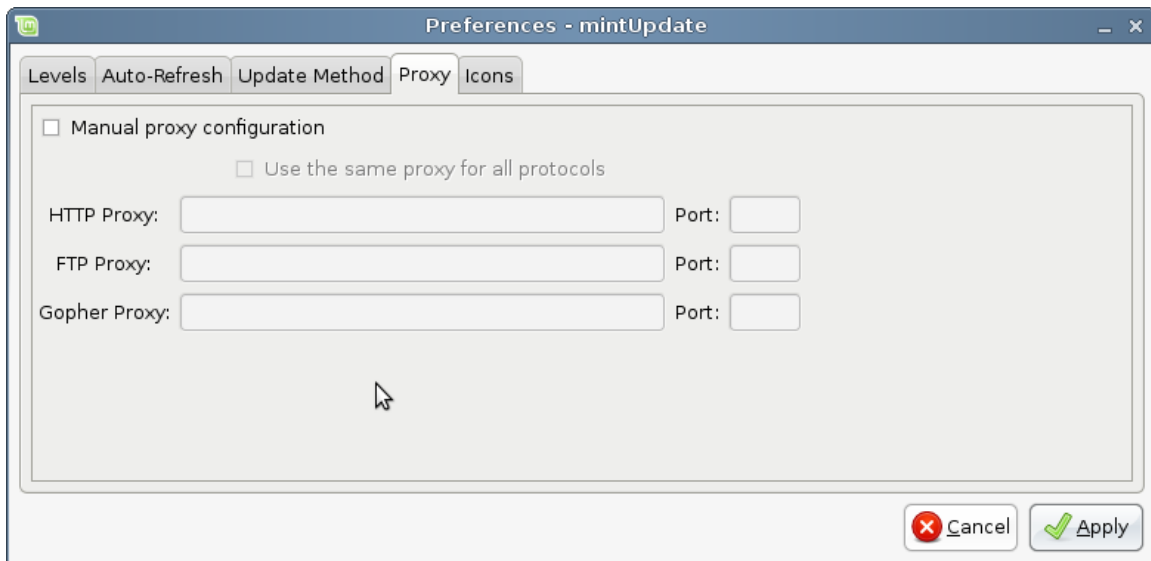 Preferences - mintUpdate
Levels Auto-Refresh Update Method Proxy Icons
Manual proxy configuration
Use the same proxy for all protocols
HTTP Proxy: Port:
FTP Proxy: Port:
Gopher Proxy: Port:
Cancel Apply